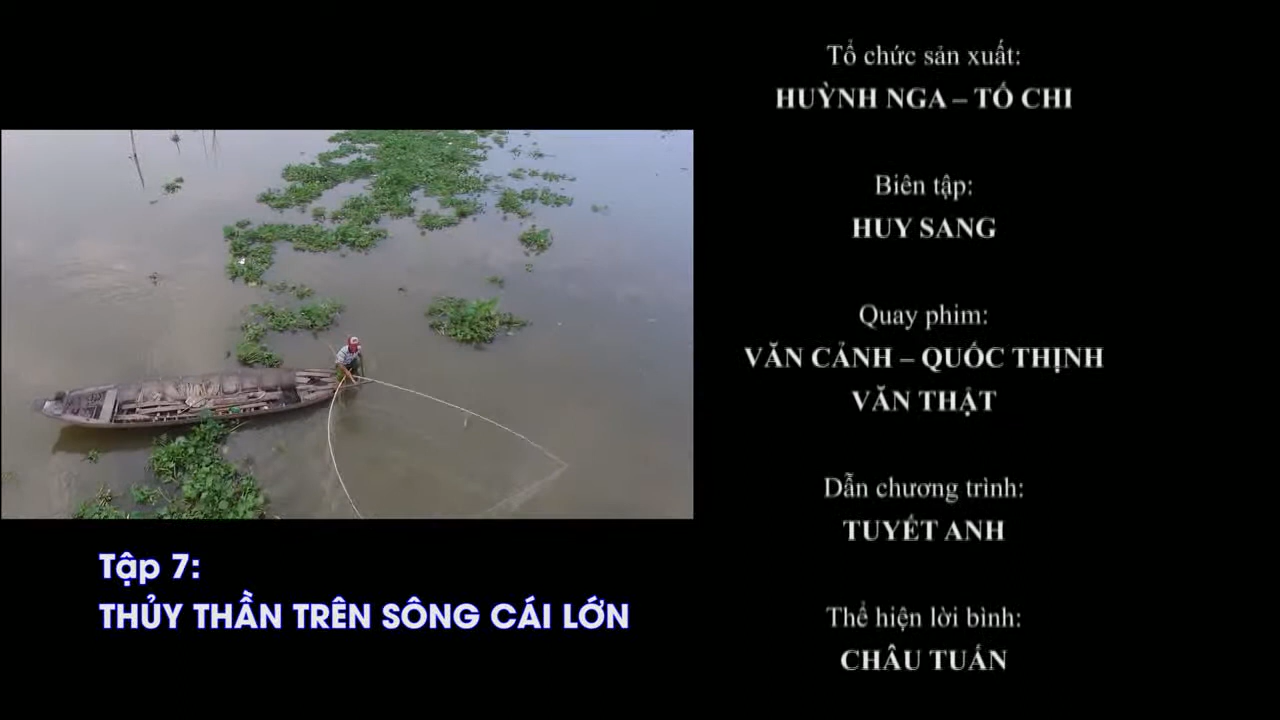 Tổ chức sản xuất:
HUỲNH NGA – TỐ CHI
Biên tập:
HUY SANG
Quay phim:
VĂN CẢNH – QUỐC THỊNH
VĂN THẬT
Dẫn chương trình:
TUYẾT ANH
Thể hiện lời bình:
CHÂU TUẤN
Tập 7:
THỦY THẦN TRÊN SÔNG CÁI LỚN